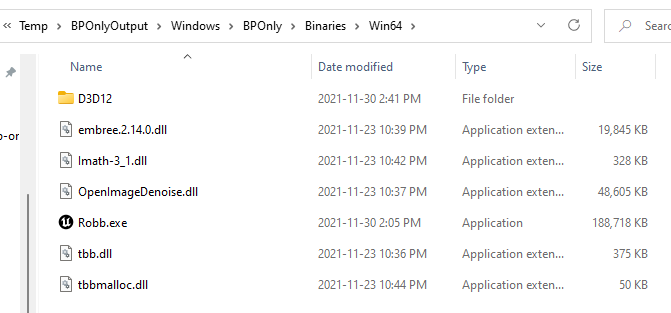 « Temp > BPOnlyOutput > Windows > BPOnly > Binaries > Win64 > Sear
Name Date modified Type Size
D3D12 2021-11-30 2:41 PM File folder
embree.2.14.0.dll 2021-11-23 10:39 PM Application exten... 19,845 KB
o-or
Imath-3_1.dll 2021-11-23 10:42 PM Application exten... 328 KB
OpenImageDenoise.dll 2021-11-23 10:37 PM Application exten... 48,605 KB
Robb.exe 2021-11-30 2:05 PM Application 188,718 KB
tbb.dll 2021-11-23 10:36 PM Application exten... 375 KB
tbbmalloc.dll 2021-11-23 10:44 PM Application exten... 50 KB